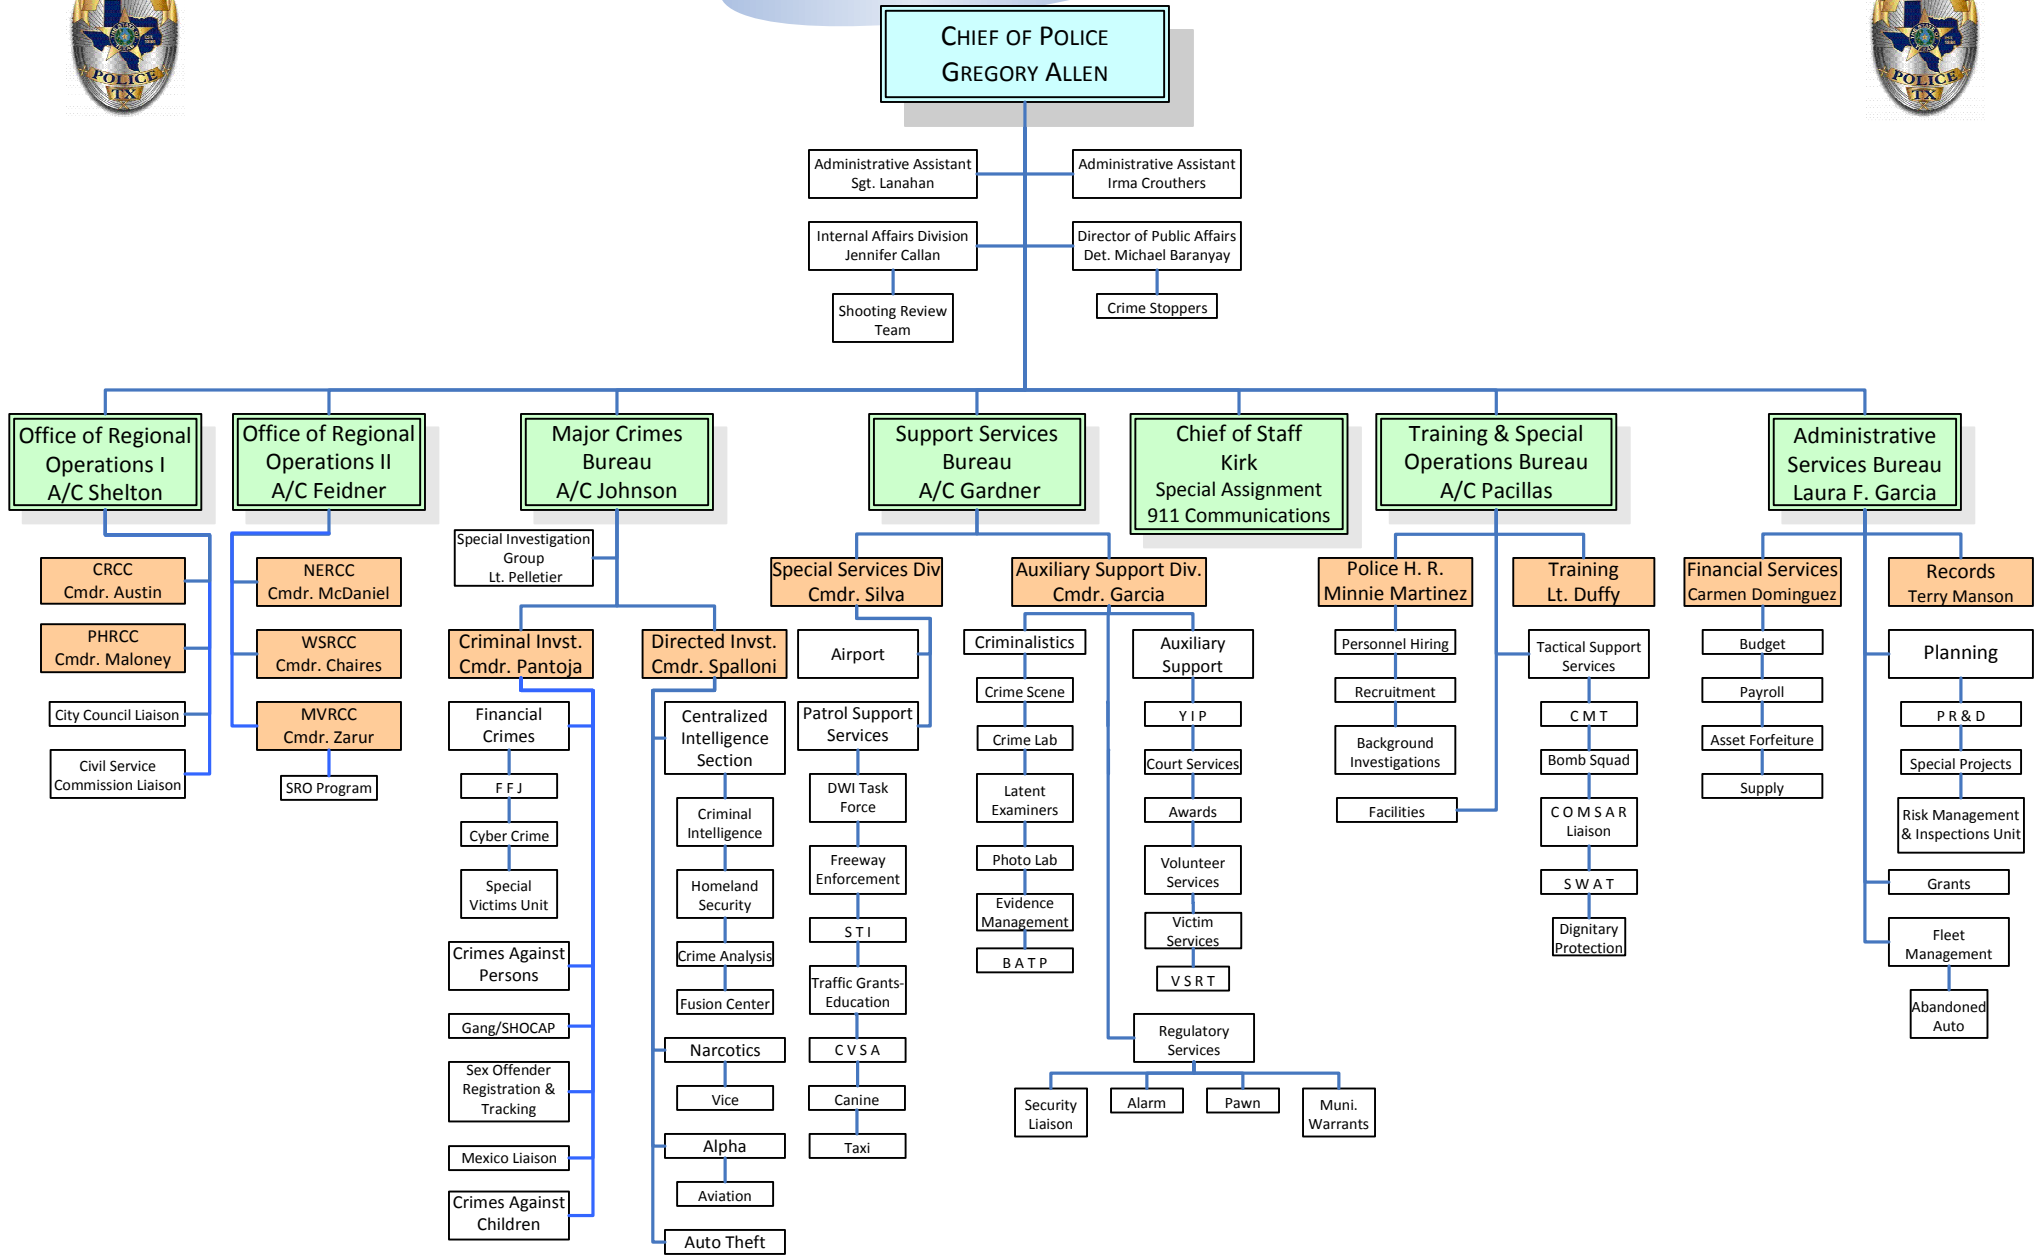 POLICE
TX
POLICE
TX
CHIEF OF POLICE
GREGORY ALLEN
Administrative Assistant
Sgt. Lanahan
Administrative Assistant
Irma Crouthers
Internal Affairs Division
Jennifer Callan
Director of Public Affairs
Det. Michael Baranyay
Shooting Review
Team
Crime Stoppers
Office of Regional
Operations I
A/C Shelton
Office of Regional
Operations II
A/C Feidner
Major Crimes
Bureau
A/C Johnson
Support Services
Bureau
A/C Gardner
Chief of Staff
Kirk
Special Assignment
911 Communications
Training & Special
Operations Bureau
A/C Pacillas
Administrative
Services Bureau
Laura F. Garcia
CRCC
Cmdr. Austin
PHRCC
Cmdr. Maloney
City Council Liaison
Civil Service
Commission Liaison
NERCC
Cmdr. McDaniel
WSRCC
Cmdr. Chaires
MVRCC
Cmdr. Zarur
SRO Program
Special Investigation
Group
Lt. Pelletier
Criminal Invst.
Cmdr. Pantoja
Financial
Crimes
F F J
Cyber Crime
Special
Victims Unit
Crimes Against
Persons
Gang/SHOCAP
Sex Offender
Registration &
Tracking
Mexico Liaison
Crimes Against
Children
Directed Invst.
Cmdr. Spalloni
Centralized
Intelligence
Section
Criminal
Intelligence
Homeland
Security
Crime Analysis
Fusion Center
Narcotics
Vice
Alpha
Aviation
Auto Theft
Special Services Div
Cmdr. Silva
Airport
Patrol Support
Services
DWI Task
Force
Freeway
Enforcement
S T I
Traffic Grants-
Education
C V S A
Canine
Taxi
Auxiliary Support Div.
Cmdr. Garcia
Criminalistics
Crime Scene
Crime Lab
Latent
Examiners
Photo Lab
Evidence
Management
B A T P
Auxiliary
Support
Y I P
Court Services
Awards
Volunteer
Services
Victim
Services
V S R T
Regulatory
Services
Security
Liaison
Alarm
Pawn
Muni.
Warrants
Police H. R.
Minnie Martinez
Personnel Hiring
Recruitment
Background
Investigations
Facilities
Training
Lt. Duffy
Tactical Support
Services
C M T
Bomb Squad
C O M S A R
Liaison
S W A T
Dignitary
Protection
Financial Services
Carmen Dominguez
Budget
Payroll
Asset Forfeiture
Supply
Records
Terry Manson
Planning
P R & D
Special Projects
Risk Management
& Inspections Unit
Grants
Fleet
Management
Abandoned
Auto